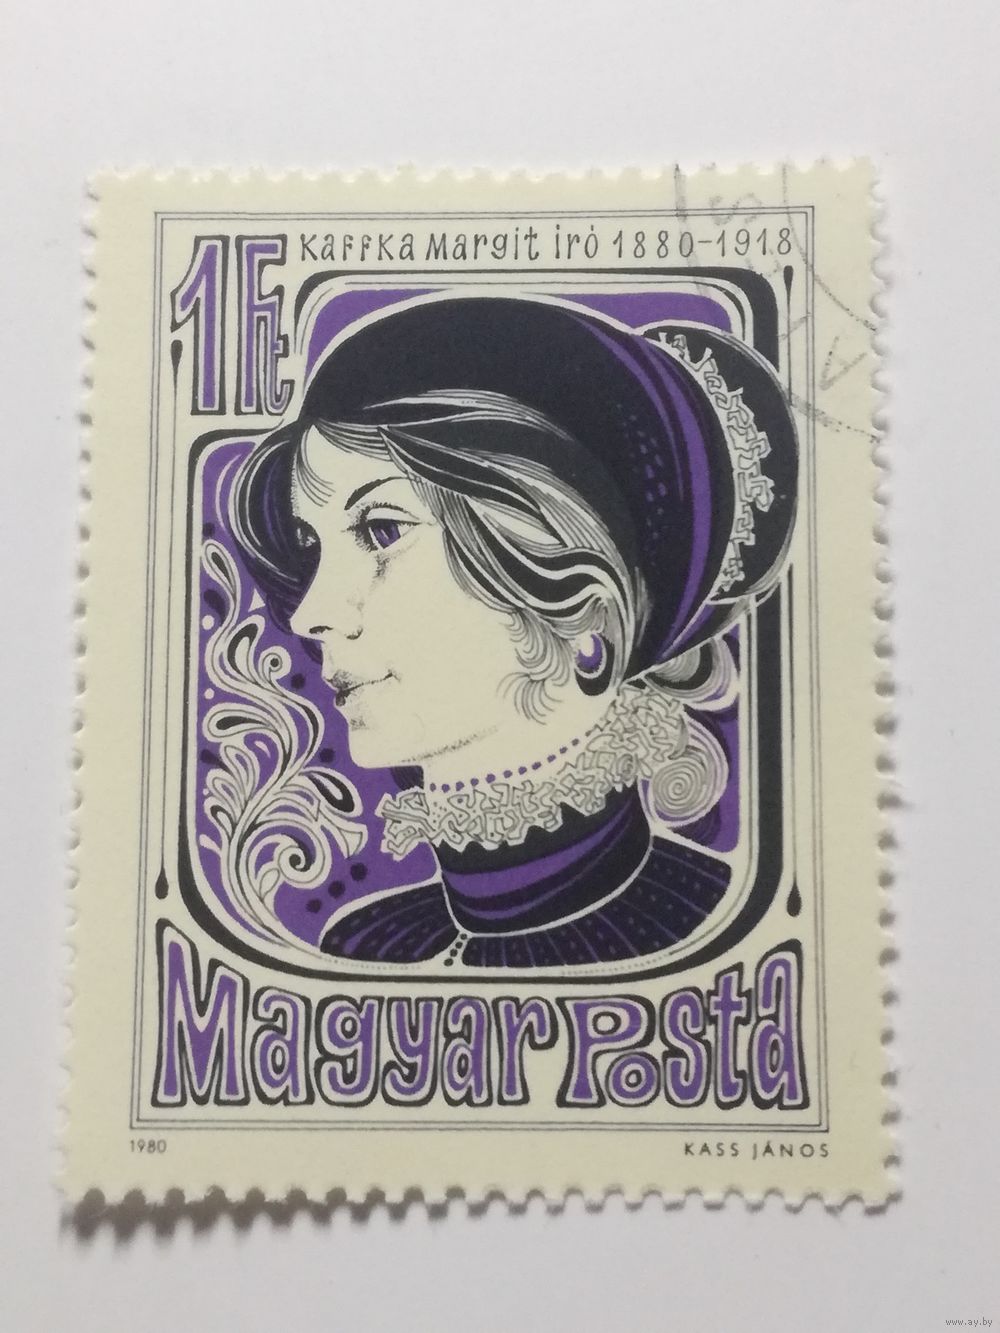 1Ft
Kaffka Margit író 1880-1918
Magyar Posta
1980
KASS JÁNOS
www.ay.by